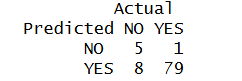 Actual
Predicted NO YES
NO 5 1
YES 8 79